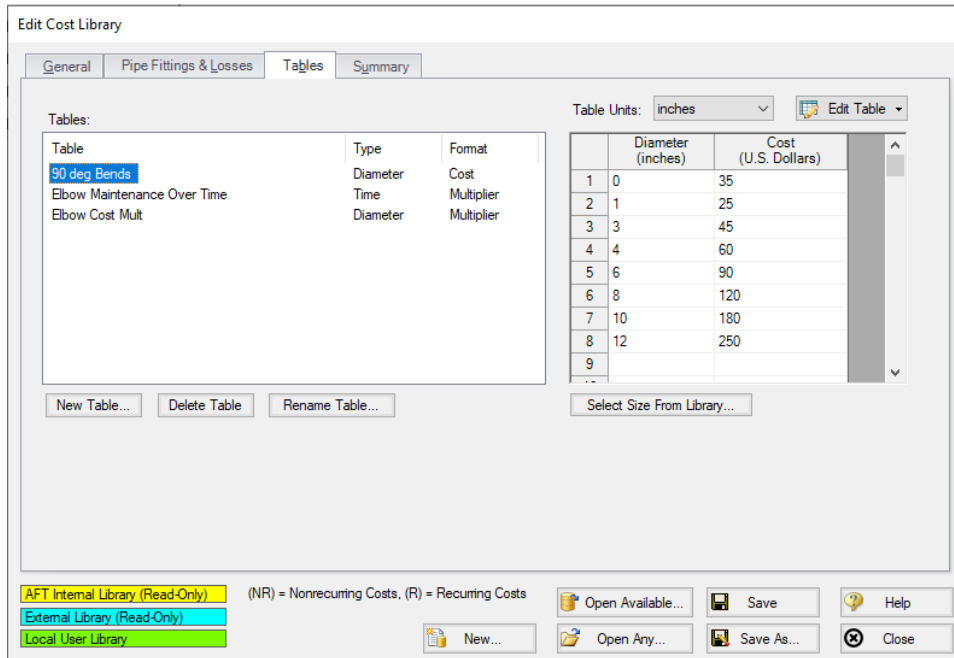 Edit Cost Library
General Pipe Fittings & Losses Tables Summary
Table Units: inches Edit Table
Tables:
Table Type Format
90 deg Bends Diameter Cost
Elbow Maintenance Over Time Time Multiplier
Elbow Cost Mult Diameter Multiplier
Diameter (inches) Cost (U.S. Dollars)
1 0 35
2 1 25
3 3 45
4 4 60
5 6 90
6 8 120
7 10 180
8 12 250
9
New Table... Delete Table Rename Table... Select Size From Library...
AFT Internal Library (Read-Only) (NR) = Nonrecurring Costs, (R) = Recurring Costs Open Available... Save Help
External Library (Read-Only)
Local User Library New... Open Any... Save As... Close